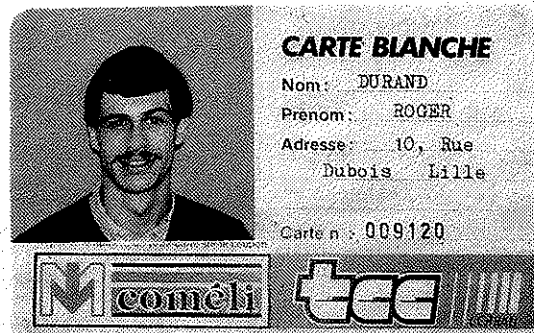 CARTE BLANCHE
Nom: DURAND
Prenom: ROGER
Adresse: 10, Rue
Dubois Lille
Carte n : 009120
coméli
tcc